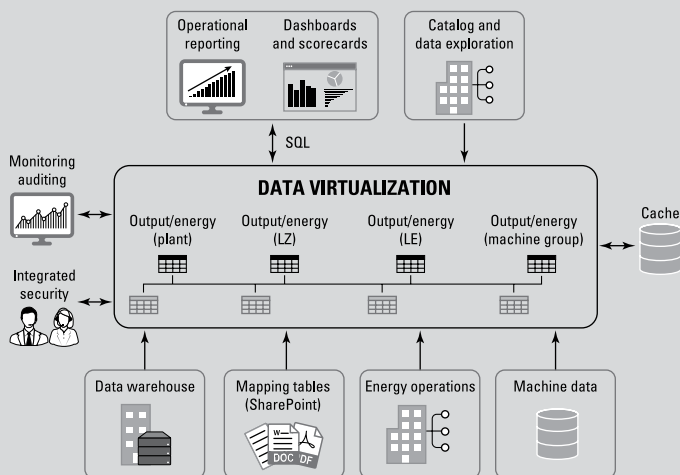 Operational
reporting
Dashboards
and scorecards
Catalog and
data exploration
SQL
Monitoring
auditing
DATA VIRTUALIZATION
Output/energy
(plant)
Output/energy
(LZ)
Output/energy
(LE)
Output/energy
(machine group)
Cache
Integrated
security
Data warehouse
Mapping tables
(SharePoint)
W
DOC
DF
Energy operations
Machine data